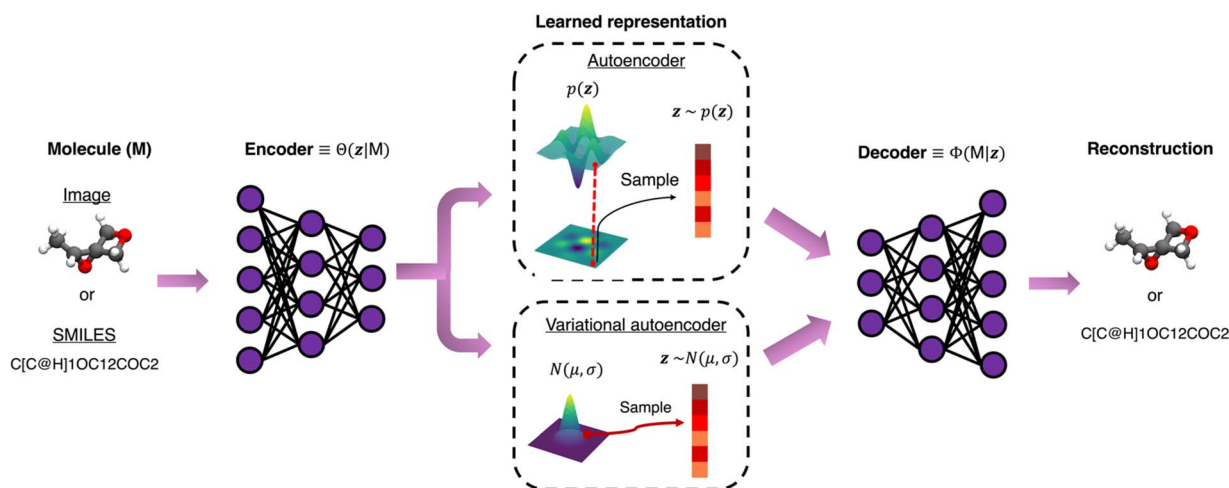 Learned representation
Autoencoder
p(z)
z ~ p(z)
Sample
Molecule (M)
Image
or
SMILES
C[C@H]1OC12COC2
Encoder ≡ Θ(z|M)
Variational autoencoder
N(μ, σ)
z ~N(μ, σ)
Sample
Decoder ≡ Φ(M|z)
Reconstruction
or
C[C@H]1OC12COC2